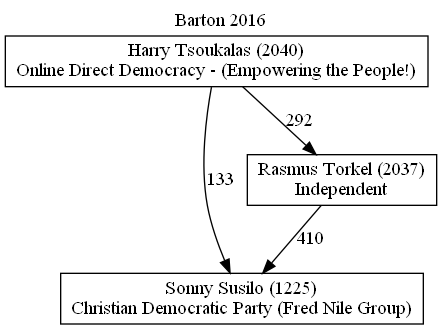 Barton 2016
Harry Tsoukalas (2040)
Online Direct Democracy - (Empowering the People!)
292
133
Rasmus Torkel (2037)
Independent
410
Sonny Susilo (1225)
Christian Democratic Party (Fred Nile Group)